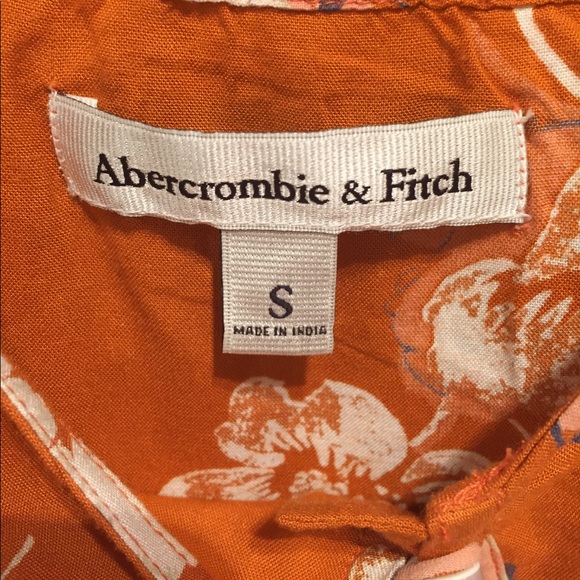 Abercrombie & Fitch
S
MADE IN INDIA